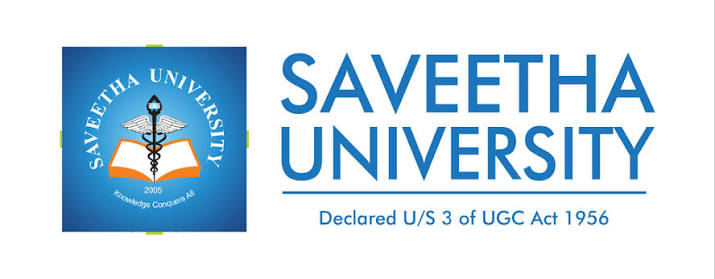 SAVEETHA UNIVERSITY
2005
Knowledge Conquers All
SAVEETHA
UNIVERSITY
Declared U/S 3 of UGC Act 1956